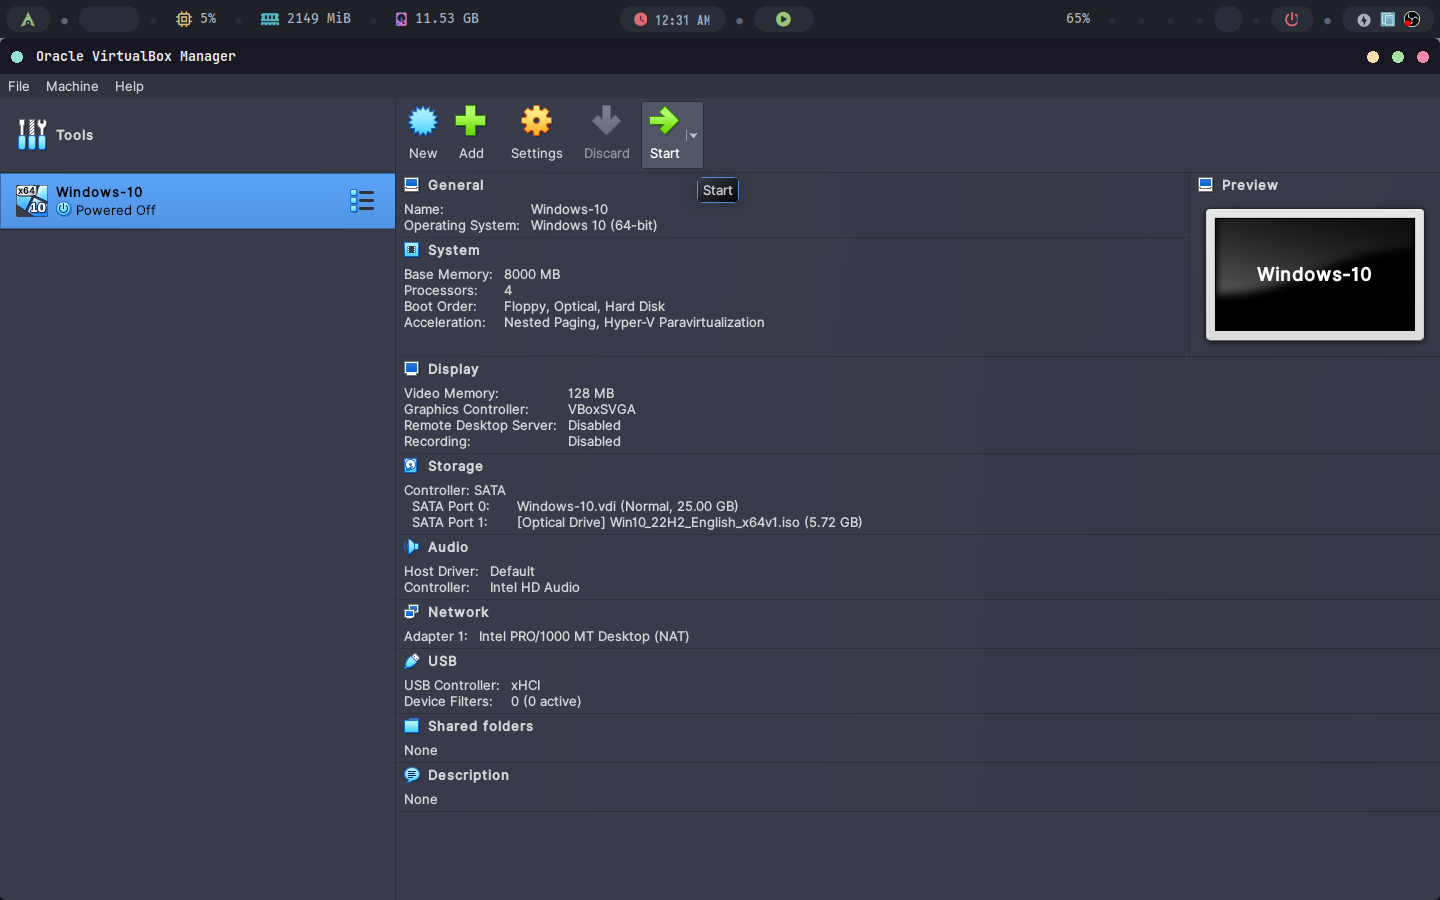 5%
2149 MiB
11.53 GB
12:31 AM
65%
Oracle VirtualBox Manager
File Machine Help
Tools
New Add Settings Discard Start
x64
10
Windows-10
Powered Off
Start
General
Name: Windows-10
Operating System: Windows 10 (64-bit)
Preview
Windows-10
System
Base Memory: 8000 MB
Processors: 4
Boot Order: Floppy, Optical, Hard Disk
Acceleration: Nested Paging, Hyper-V Paravirtualization
Display
Video Memory: 128 MB
Graphics Controller: VBoxSVGA
Remote Desktop Server: Disabled
Recording: Disabled
Storage
Controller: SATA
SATA Port 0: Windows-10.vdi (Normal, 25.00 GB)
SATA Port 1: [Optical Drive] Win10_22H2_English_x64v1.iso (5.72 GB)
Audio
Host Driver: Default
Controller: Intel HD Audio
Network
Adapter 1: Intel PRO/1000 MT Desktop (NAT)
USB
USB Controller: xHCI
Device Filters: 0 (0 active)
Shared folders
None
Description
None